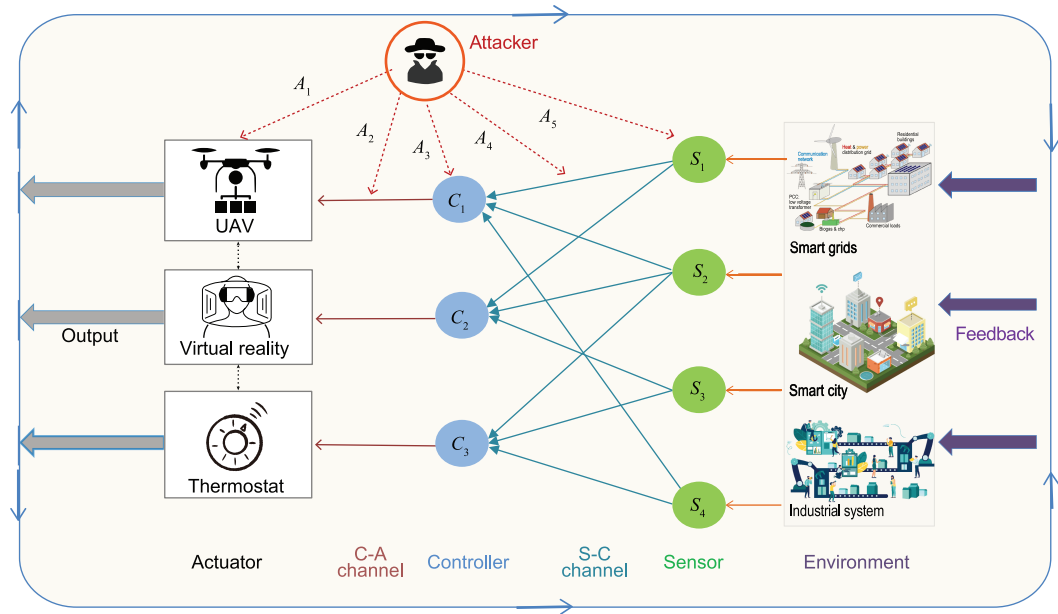 Attacker
A1
A2
A3
A4
A5
UAV
Virtual reality
Thermostat
Output
C1
C2
C3
S1
S2
S3
S4
Residential
buildings
Heat & power
distribution grid
Communication
network
PCC:
low voltage
transformer
Biogas & chp
Commercial loads
Smart grids
Smart city
Industrial system
Feedback
Actuator
C-A
channel
Controller
S-C
channel
Sensor
Environment